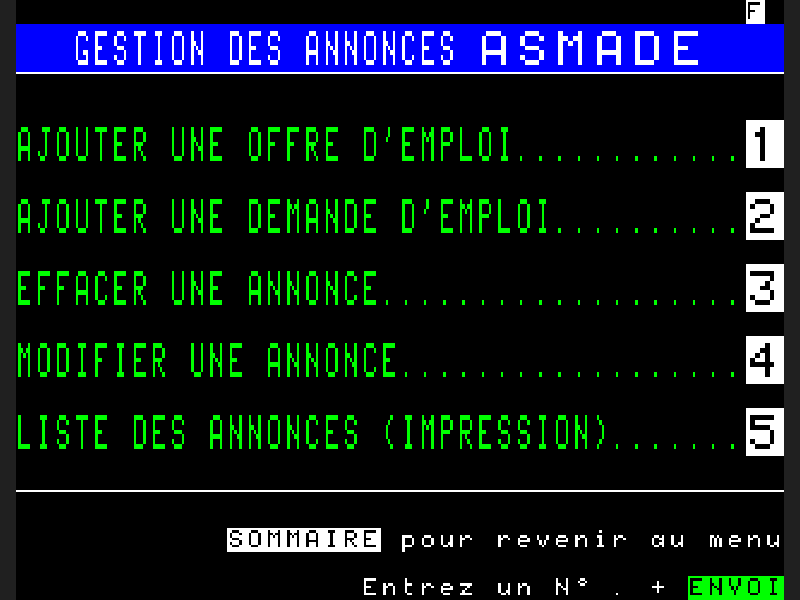 F
GESTION DES ANNONCES ASMADE
AJOUTER UNE OFFRE D'EMPLOI............ 1
AJOUTER UNE DEMANDE D'EMPLOI.......... 2
EFFACER UNE ANNONCE................... 3
MODIFIER UNE ANNONCE.................. 4
LISTE DES ANNONCES (IMPRESSION)....... 5
SOMMAIRE pour revenir au menu
Entrez un N° . + ENVOI